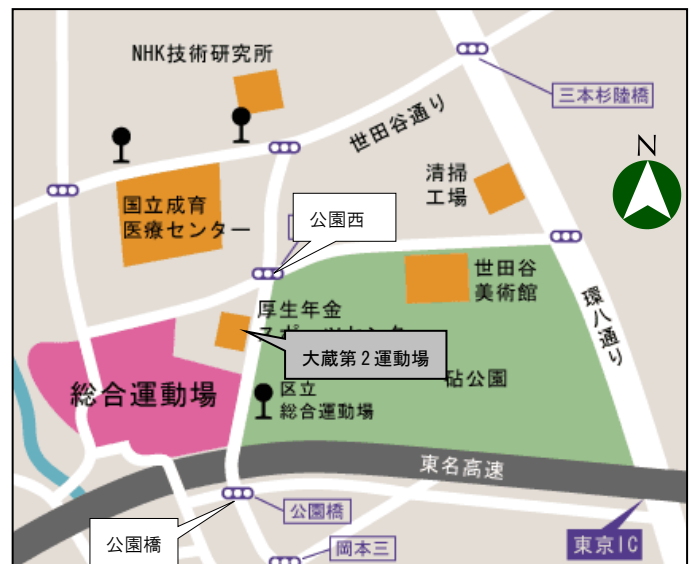 NHK技術研究所
三本杉陸橋
世田谷通り
N
清掃
工場
国立成育
医療センター
公園西
世田谷
美術館
環八通り
厚生年金
大蔵第2運動場
砧公園
総合運動場
区立
総合運動場
東名高速
公園橋
公園橋
岡本三
東京IC